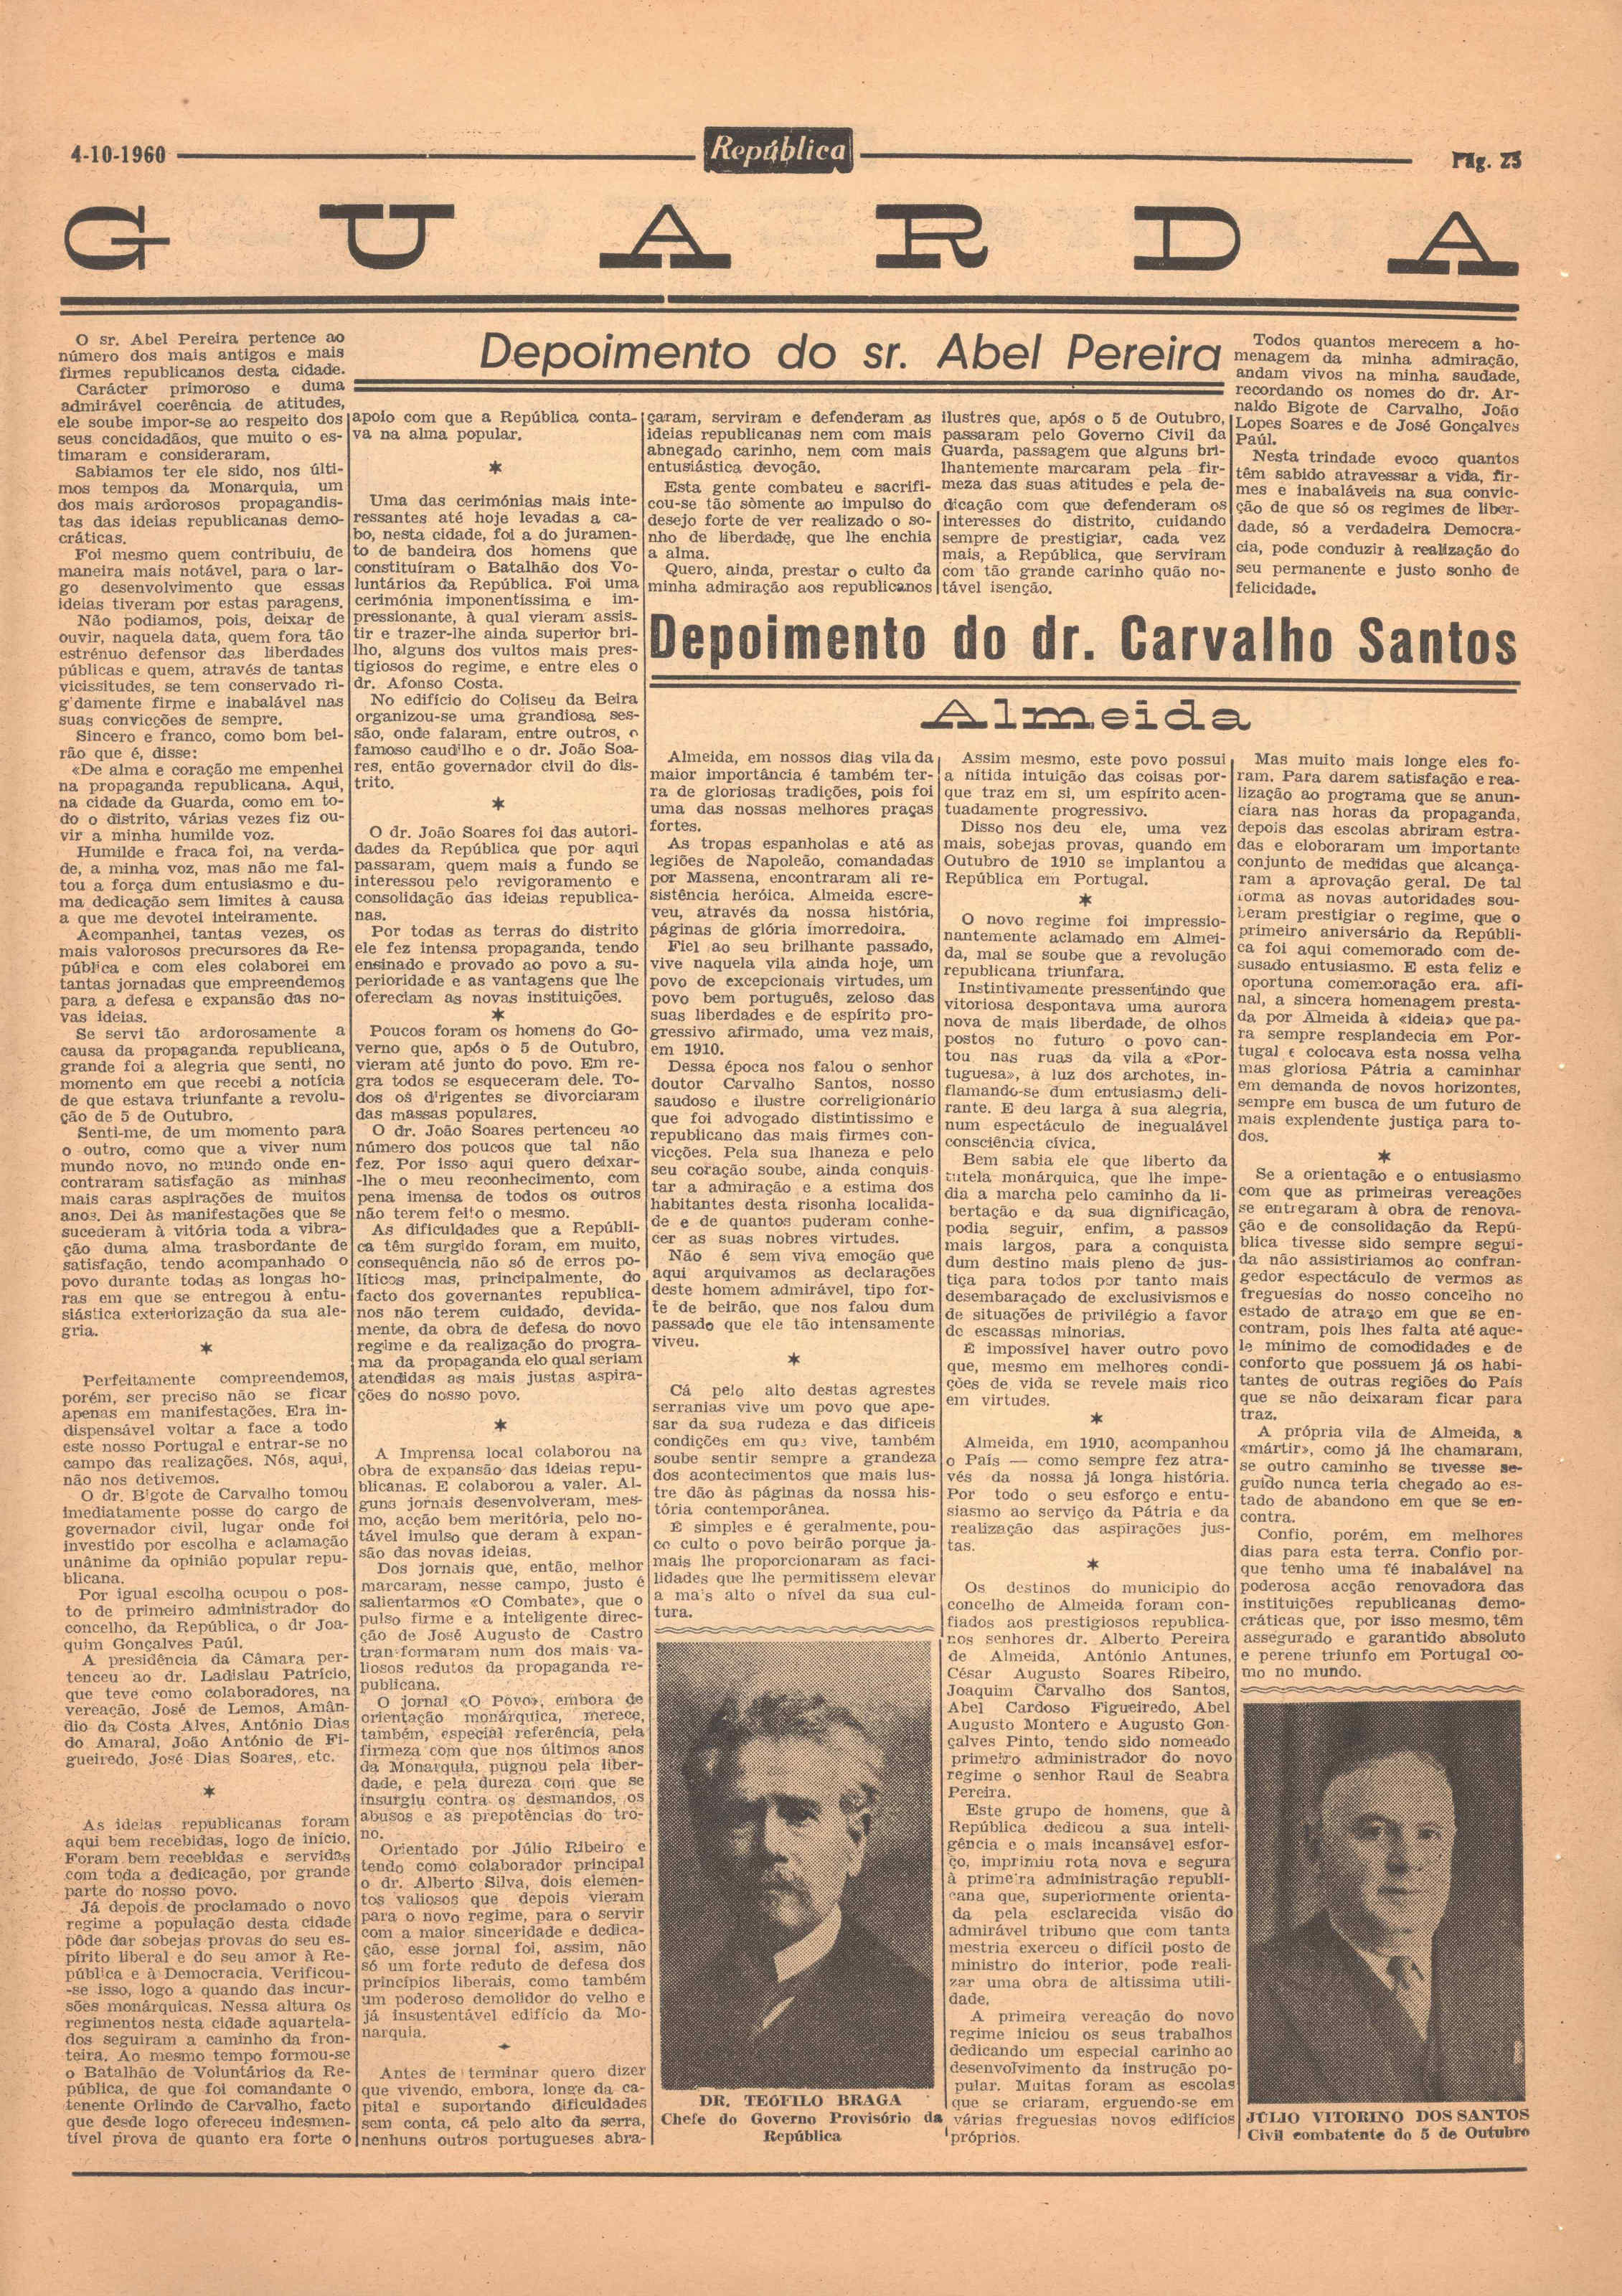 4-10-1960
República
Pág. 25
GUARDA
Depoimento do sr. Abel Pereira
O sr. Abel Pereira pertence ao
número dos mais antigos e mais
firmes republicanos desta cidade.
Carácter primoroso e duma
admirável coerência de atitudes,
ele soube impor-se ao respeito dos
seus concidadãos, que muito o es-
timaram e consideraram.
Sabiamos ter ele sido, nos últi-
mos tempos da Monarquia, um
dos mais ardorosos propagandis-
tas das ideias republicanas demo-
cráticas.
Foi mesmo quem contribuiu, de
maneira mais notável, para o lar-
go desenvolvimento que essas
ideias tiveram por estas paragens.
Não podiamos, pois, deixar de
ouvir, naquela data, quem fora tão
estrénuo defensor das liberdades
públicas e quem, através de tantas
vicissitudes, se tem conservado ri-
g'damente firme e inabalável nas
suas convicções de sempre.
Sincero e franco, como bom bei-
rão que é, disse:
«De alma e coração me empenhei
na propaganda republicana. Aqui,
na cidade da Guarda, como em to-
do o distrito, várias vezes fiz ou-
vir a minha humilde voz.
Humilde e fraca foi, na verda-
de, a minha voz, mas não me fal-
tou a força dum entusiasmo e du-
ma dedicação sem limites à causa
a que me devotei inteiramente.
Acompanhei, tantas vezes, os
mais valorosos precursores da Re-
pública e com eles colaborei em
tantas jornadas que empreendemos
para a defesa e expansão das no-
vas ideias.
Se servi tão ardorosamente a
causa da propaganda republicana,
grande foi a alegria que senti, no
momento em que recebi a notícia
de que estava triunfante a revolu-
ção de 5 de Outubro.
Senti-me, de um momento para
o outro, como que a viver num
mundo novo, no mundo onde en-
contraram satisfação as minhas
mais caras aspirações de muitos
anos. Dei às manifestações que se
sucederam à vitória toda a vibra-
ção duma alma trasbordante de
satisfação, tendo acompanhado o
povo durante todas as longas ho-
ras em que se entregou à entu-
siástica exteriorização da sua ale-
gria.
*
Perfeitamente compreendemos,
porém, ser preciso não se ficar
apenas em manifestações. Era in-
dispensável voltar a face a todo
este nosso Portugal e entrar-se no
campo das realizações. Nós, aqui,
não nos detivemos.
O dr. Bigote de Carvalho tomou
imediatamente posse do cargo de
governador civil, lugar onde foi
investido por escolha e aclamação
unânime da opinião popular repu-
blicana.
Por igual escolha ocupou o pos-
to de primeiro administrador do
concelho, da República, o dr Joa-
quim Gonçalves Paúl.
A presidência da Câmara per-
tenceu ao dr. Ladislau Patrício,
que teve como colaboradores, na
vereação, José de Lemos, Amân-
dio da Costa Alves, António Dias
do Amaral, João António de Fi-
gueiredo, José Dias Soares, etc.
*
As ideias republicanas foram
aqui bem recebidas, logo de início.
Foram bem recebidas e servidas
com toda a dedicação, por grande
parte do nosso povo.
Já depois de proclamado o novo
regime a população desta cidade
pôde dar sobejas provas do seu es-
pírito liberal e do seu amor à Re-
pública e à Democracia. Verificou-
-se isso, logo a quando das incur-
sões monárquicas. Nessa altura os
regimentos nesta cidade aquartela-
dos seguiram a caminho da fron-
teira. Ao mesmo tempo formou-se
o Batalhão de Voluntários da Re-
pública, de que foi comandante o
tenente Orlindo de Carvalho, facto
que desde logo ofereceu indesmen-
tível prova de quanto era forte o
apoio com que a República conta-
va na alma popular.
*
Uma das cerimónias mais inte-
ressantes até hoje levadas a ca-
bo, nesta cidade, foi a do juramen-
to de bandeira dos homens que
constituíram o Batalhão dos Vo-
luntários da República. Foi uma
cerimónia imponentíssima e im-
pressionante, à qual vieram assis-
tir e trazer-lhe ainda superior bri-
lho, alguns dos vultos mais pres-
tigiosos do regime, e entre eles o
dr. Afonso Costa.
No edifício do Coliseu da Beira
organizou-se uma grandiosa ses-
são, onde falaram, entre outros, o
famoso caudilho e o dr. João Soa-
res, então governador civil do dis-
trito.
*
O dr. João Soares foi das autori-
dades da República que por aqui
passaram, quem mais a fundo se
interessou pelo revigoramento e
consolidação das ideias republica-
nas.
Por todas as terras do distrito
ele fez intensa propaganda, tendo
ensinado e provado ao povo a su-
perioridade e as vantagens que lhe
ofereciam as novas instituições.
*
Poucos foram os homens do Go-
verno que, após o 5 de Outubro,
vieram até junto do povo. Em re-
gra todos se esqueceram dele. To-
dos os dirigentes se divorciaram
das massas populares.
O dr. João Soares pertenceu ao
número dos poucos que tal não
fez. Por isso aqui quero deixar-
-lhe o meu reconhecimento, com
pena imensa de todos os outros
não terem feito o mesmo.
As dificuldades que a Repúbli-
ca têm surgido foram, em muito,
consequência não só de erros po-
líticos mas, principalmente, do
facto dos governantes republica-
nos não terem cuidado, devida-
mente, da obra de defesa do novo
regime e da realização do progra-
ma da propaganda elo qual seriam
atendidas as mais justas aspira-
ções do nosso povo.
*
A Imprensa local colaborou na
obra de expansão das ideias repu-
blicanas. E colaborou a valer. Al-
guns jornais desenvolveram, mes-
mo, acção bem meritória, pelo no-
tável imulso que deram à expan-
são das novas ideias.
Dos jornais que, então, melhor
marcaram, nesse campo, justo é
salientarmos «O Combate», que o
pulso firme e a inteligente direc-
ção de José Augusto de Castro
transformaram num dos mais va-
liosos redutos da propaganda re-
publicana.
O jornal «O Povo», embora de
orientação monárquica, merece,
também, especial referência, pela
firmeza com que nos últimos anos
da Monarquia, pugnou pela liber-
dade, e pela dureza com que se
insurgiu contra os desmandos, os
abusos e as prepotências do tro-
no.
Orientado por Júlio Ribeiro e
tendo como colaborador principal
o dr. Alberto Silva, dois elemen-
tos valiosos que depois vieram
para o novo regime, para o servir
com a maior sinceridade e dedica-
ção, esse jornal foi, assim, não
só um forte reduto de defesa dos
princípios liberais, como também
um poderoso demolidor do velho e
já insustentável edifício da Mo-
narquia.
*
Antes de terminar quero dizer
que vivendo, embora, longe da ca-
pital e suportando dificuldades
sem conta, cá pelo alto da serra,
nenhuns outros portugueses abra-
çaram, serviram e defenderam as
ideias republicanas nem com mais
abnegado carinho, nem com mais
entusiástica devoção.
Esta gente combateu e sacrifi-
cou-se tão sòmente ao impulso do
desejo forte de ver realizado o so-
nho de liberdade, que lhe enchia
a alma.
Quero, ainda, prestar o culto da
minha admiração aos republicanos
ilustres que, após o 5 de Outubro,
passaram pelo Governo Civil da
Guarda, passagem que alguns bri-
lhantemente marcaram pela fir-
meza das suas atitudes e pela de-
dicação com que defenderam os
interesses do distrito, cuidando
sempre de prestigiar, cada vez
mais, a República, que serviram
com tão grande carinho quão no-
tável isenção.
Todos quantos merecem a ho-
menagem da minha admiração,
andam vivos na minha saudade,
recordando os nomes do dr. Ar-
naldo Bigote de Carvalho, João
Lopes Soares e de José Gonçalves
Paúl.
Nesta trindade evoco quantos
têm sabido atravessar a vida, fir-
mes e inabaláveis na sua convic-
ção de que só os regimes de liber-
dade, só a verdadeira Democra-
cia, pode conduzir à realização do
seu permanente e justo sonho de
felicidade.
Depoimento do dr. Carvalho Santos
Almeida
Almeida, em nossos dias vila da
maior importância é também ter-
ra de gloriosas tradições, pois foi
uma das nossas melhores praças
fortes.
As tropas espanholas e até as
legiões de Napoleão, comandadas
por Massena, encontraram ali re-
sistência heróica. Almeida escre-
veu, através da nossa história,
páginas de glória imorredoira.
Fiel ao seu brilhante passado,
vive naquela vila ainda hoje, um
povo de excepcionais virtudes, um
povo bem português, zeloso das
suas liberdades e de espírito pro-
gressivo afirmado, uma vez mais,
em 1910.
Dessa época nos falou o senhor
doutor Carvalho Santos, nosso
saudoso e ilustre correligionário
que foi advogado distintissimo e
republicano das mais firmes con-
vicções. Pela sua lhaneza e pelo
seu coração soube, ainda conquis-
tar a admiração e a estima dos
habitantes desta risonha localida-
de e de quantos puderam conhe-
cer as suas nobres virtudes.
Não é sem viva emoção que
aqui arquivamos as declarações
deste homem admirável, tipo for-
te de beirão, que nos falou dum
passado que ele tão intensamente
viveu.
*
Cá pelo alto destas agrestes
serranias vive um povo que ape-
sar da sua rudeza e das difíceis
condições em que vive, também
soube sentir sempre a grandeza
dos acontecimentos que mais lus-
tre dão às páginas da nossa his-
tória contemporânea.
E simples e é geralmente, pou-
co culto o povo beirão porque ja-
mais lhe proporcionaram as faci-
lidades que lhe permitissem elevar
a ma's alto o nível da sua cul-
tura.
DR. TEÓFILO BRAGA
Chefe do Governo Provisório da
República
Assim mesmo, este povo possui
a nítida intuição das coisas por-
que traz em si, um espírito acen-
tuadamente progressivo.
Disso nos deu ele, uma vez
mais, sobejas provas, quando em
Outubro de 1910 se implantou a
República em Portugal.
*
O novo regime foi impressio-
nantemente aclamado em Almei-
da, mal se soube que a revolução
republicana triunfara.
Instintivamente pressentindo que
vitoriosa despontava uma aurora
nova de mais liberdade, de olhos
postos no futuro o povo can-
tou nas ruas da vila a «Por-
tuguesa», à luz dos archotes, in-
flamando-se dum entusiasmo deli-
rante. E deu larga à sua alegria,
num espectáculo de inegualável
consciência cívica.
Bem sabia ele que liberto da
tutela monárquica, que lhe impe-
dia a marcha pelo caminho da li-
bertação e da sua dignificação,
podia seguir, enfim, a passos
mais largos, para a conquista
dum destino mais pleno de jus-
tiça para todos por tanto mais
desembaraçado de exclusivismos e
de situações de privilégio a favor
de escassas minorias.
E impossível haver outro povo
que, mesmo em melhores condi-
ções de vida se revele mais rico
em virtudes.
*
Almeida, em 1910, acompanhou
o País — como sempre fez atra-
vés da nossa já longa história.
Por todo o seu esforço e entu-
siasmo ao serviço da Pátria e da
realização das aspirações jus-
tas.
*
Os destinos do municipio do
concelho de Almeida foram con-
fiados aos prestigiosos republica-
nos senhores dr. Alberto Pereira
de Almeida, António Antunes,
César Augusto Soares Ribeiro,
Joaquim Carvalho dos Santos,
Abel Cardoso Figueiredo, Abel
Augusto Montero e Augusto Gon-
çalves Pinto, tendo sido nomeado
primeiro administrador do novo
regime o senhor Raul de Seabra
Pereira.
Este grupo de homens, que à
República dedicou a sua inteli-
gência e o mais incansável esfor-
ço, imprimiu rota nova e segura
à primeira administração republi-
cana que, superiormente orienta-
da pela esclarecida visão do
admirável tribuno que com tanta
mestria exerceu o difícil posto de
ministro do interior, pode reali-
zar uma obra de altíssima utili-
dade.
A primeira vereação do novo
regime iniciou os seus trabalhos
dedicando um especial carinho ao
desenvolvimento da instrução po-
pular. Muitas foram as escolas
que se criaram, erguendo-se em
várias freguesias novos edifícios
próprios.
Mas muito mais longe eles fo-
ram. Para darem satisfação e rea-
lização ao programa que se anun-
ciara nas horas da propaganda,
depois das escolas abriram estra-
das e eloboraram um importante
conjunto de medidas que alcança-
ram a aprovação geral. De tal
forma as novas autoridades sou-
beram prestigiar o regime, que o
primeiro aniversário da Repúbli-
ca foi aqui comemorado com de-
susado entusiasmo. E esta feliz e
oportuna comemoração era. afi-
nal, a sincera homenagem presta-
da por Almeida à «ideia» que pa-
ra sempre resplandecia em Por-
tugal e colocava esta nossa velha
mas gloriosa Pátria a caminhar
em demanda de novos horizontes,
sempre em busca de um futuro de
mais explendente justiça para to-
dos.
*
Se a orientação e o entusiasmo
com que as primeiras vereações
se entregaram à obra de renova-
ção e de consolidação da Repú-
blica tivesse sido sempre segui-
da não assistiriamos ao confran-
gedor espectáculo de vermos as
freguesias do nosso concelho no
estado de atraso em que se en-
contram, pois lhes falta até aque-
le mínimo de comodidades e de
conforto que possuem já os habi-
tantes de outras regiões do País
que se não deixaram ficar para
traz.
A própria vila de Almeida, a
«mártir», como já lhe chamaram,
se outro caminho se tivesse se-
guido nunca teria chegado ao es-
tado de abandono em que se en-
contra.
Confio, porém, em melhores
dias para esta terra. Confio por-
que tenho uma fé inabalável na
poderosa acção renovadora das
instituições republicanas demo-
cráticas que, por isso mesmo, têm
assegurado e garantido absoluto
e perene triunfo em Portugal co-
mo no mundo.
JÚLIO VITORINO DOS SANTOS
Civil combatente do 5 de Outubro